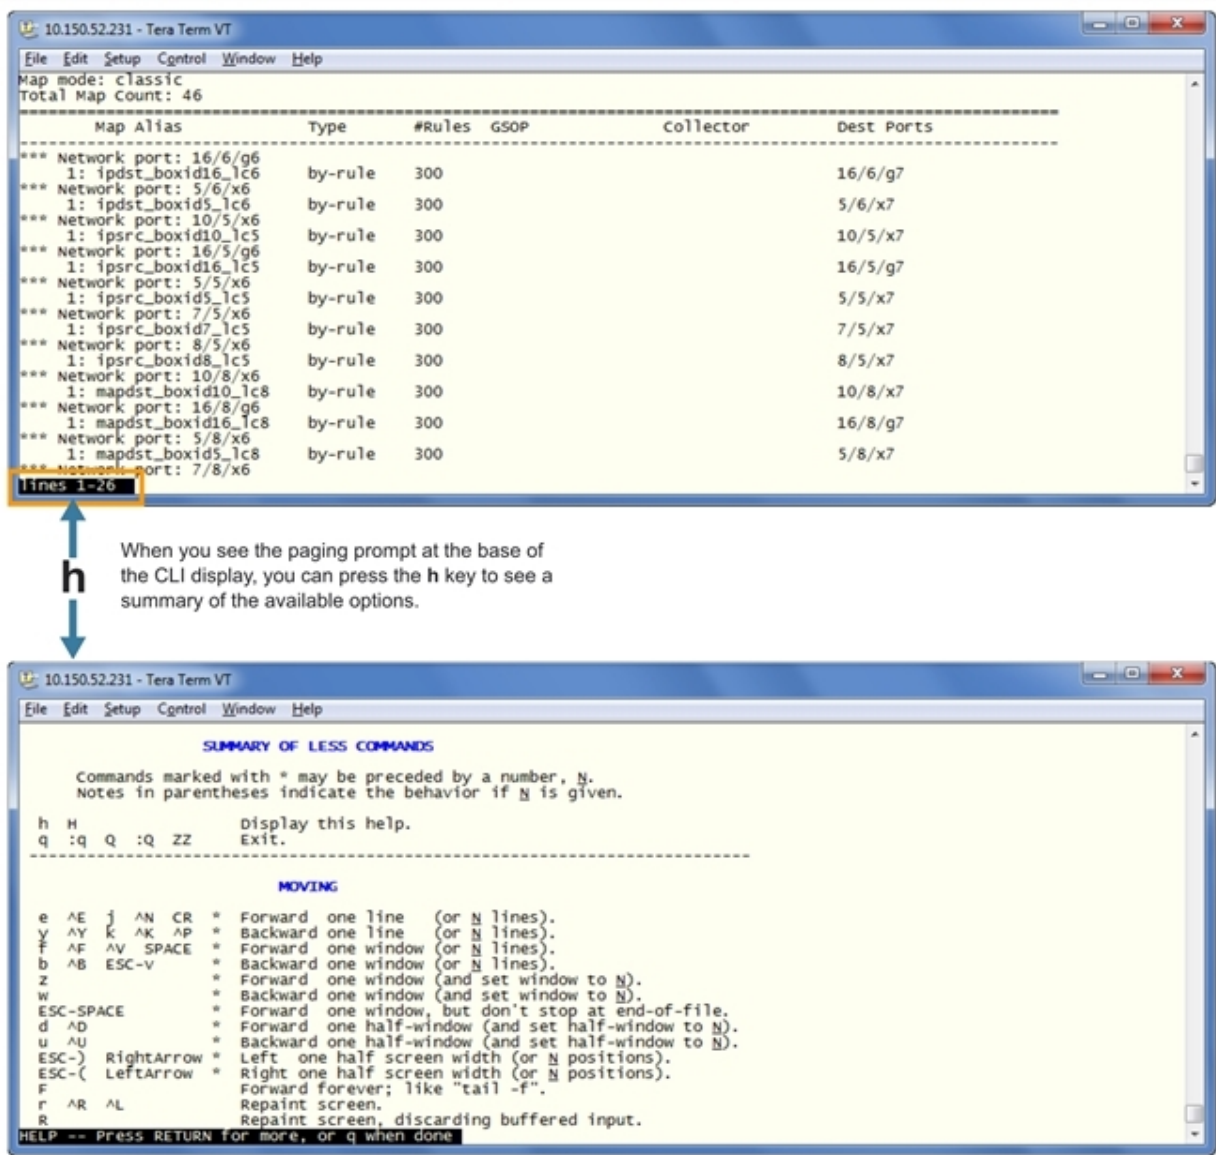 10.150.52.231 - Tera Term VT
File Edit Setup Control Window Help
Map mode: classic
Total Map Count: 46
================================================================================
Map Alias Type #Rules GSOP Collector Dest Ports
--------------------------------------------------------------------------------
*** Network port: 16/6/g6
1: ipdst_boxid16_lc6 by-rule 300 16/6/g7
*** Network port: 5/6/x6
1: ipdst_boxid5_lc6 by-rule 300 5/6/x7
*** Network port: 10/5/x6
1: ipsrc_boxid10_lc5 by-rule 300 10/5/x7
*** Network port: 16/5/g6
1: ipsrc_boxid16_lc5 by-rule 300 16/5/g7
*** Network port: 5/5/x6
1: ipsrc_boxid5_lc5 by-rule 300 5/5/x7
*** Network port: 7/5/x6
1: ipsrc_boxid7_lc5 by-rule 300 7/5/x7
*** Network port: 8/5/x6
1: ipsrc_boxid8_lc5 by-rule 300 8/5/x7
*** Network port: 10/8/x6
1: mapdst_boxid10_lc8 by-rule 300 10/8/x7
*** Network port: 16/8/g6
1: mapdst_boxid16_lc8 by-rule 300 16/8/g7
*** Network port: 5/8/x6
1: mapdst_boxid5_lc8 by-rule 300 5/8/x7
*** Network port: 7/8/x6
lines 1-26
h
When you see the paging prompt at the base of
the CLI display, you can press the h key to see a
summary of the available options.
10.150.52.231 - Tera Term VT
File Edit Setup Control Window Help
SUMMARY OF LESS COMMANDS
Commands marked with * may be preceded by a number, N.
Notes in parentheses indicate the behavior if N is given.
h H Display this help.
q :q Q :Q ZZ Exit.
--------------------------------------------------------------------------------
MOVING
e ^E j ^N CR * Forward one line (or N lines).
y ^Y k ^K ^P * Backward one line (or N lines).
f ^F ^V SPACE * Forward one window (or N lines).
b ^B ESC-v * Backward one window (or N lines).
z * Forward one window (and set window to N).
w * Backward one window (and set window to N).
ESC-SPACE * Forward one window, but don't stop at end-of-file.
d ^D * Forward one half-window (and set half-window to N).
u ^U * Backward one half-window (and set half-window to N).
ESC-) RightArrow * Left one half screen width (or N positions).
ESC-( LeftArrow * Right one half screen width (or N positions).
F Forward forever; like "tail -f".
r ^R ^L Repaint screen.
R Repaint screen, discarding buffered input.
HELP -- Press RETURN for more, or q when done